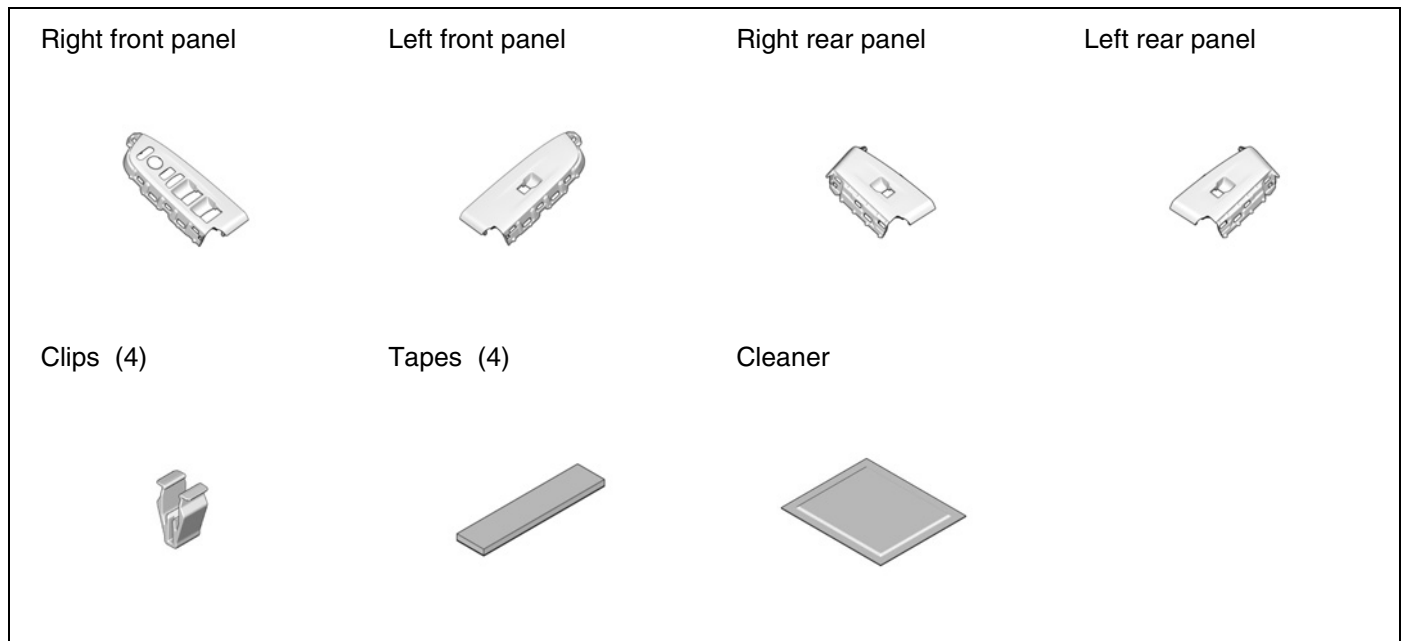 Right front panel
Left front panel
Right rear panel
Left rear panel
Clips (4)
Tapes (4)
Cleaner